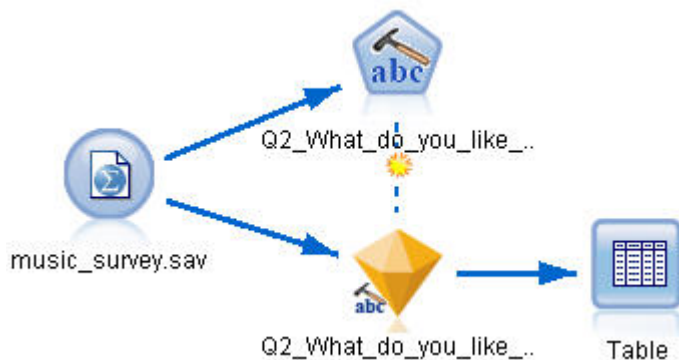 abc
Q2_What_do_you_like_..
Σ
music_survey.sav
abc
Q2_What_do_you_like_..
Table